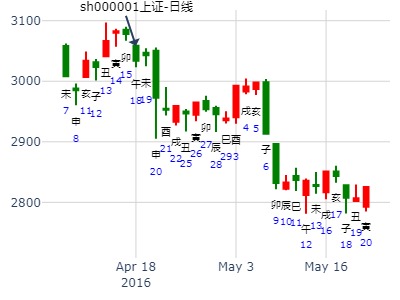 sh000001上证-日线
3100
3000
2900
2800
未
7
申
8
亥
11
子
12
丑
13
寅
14
卯
15
午
18
未
19
申
20
酉
21
戌
22
丑
25
寅
26
卯
27
辰
28
巳
29
酉
3
戌
4
亥
5
子
6
卯
9
辰
10
巳
11
午
12
未
13
戌
16
亥
17
子
18
丑
19
寅
20
Apr 18
2016
May 3
May 16